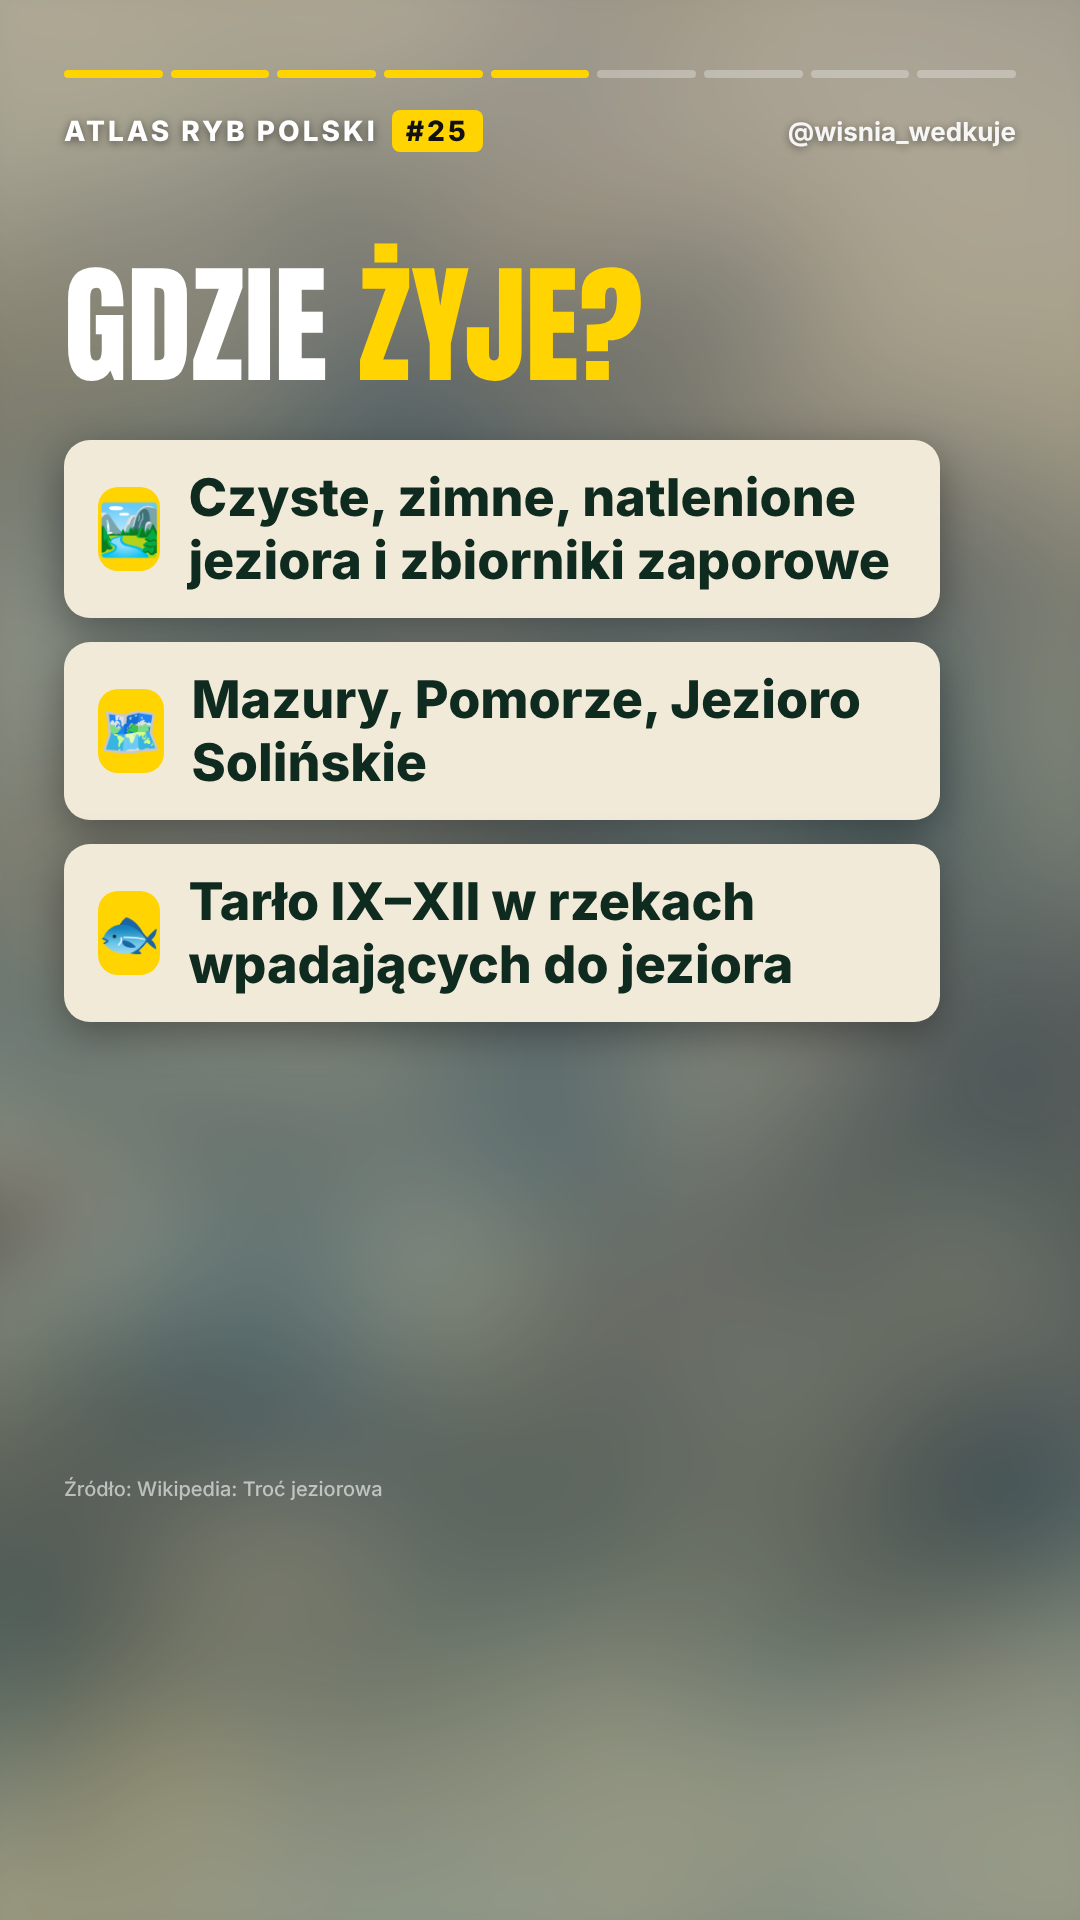 ATLAS RYB POLSKI #25
@wisnia_wedkuje
GDZIE ŻYJE?
Czyste, zimne, natlenione
jeziora i zbiorniki zaporowe
Mazury, Pomorze, Jezioro
Solińskie
Tarło IX–XII w rzekach
wpadających do jeziora
Źródło: Wikipedia: Troć jeziorowa